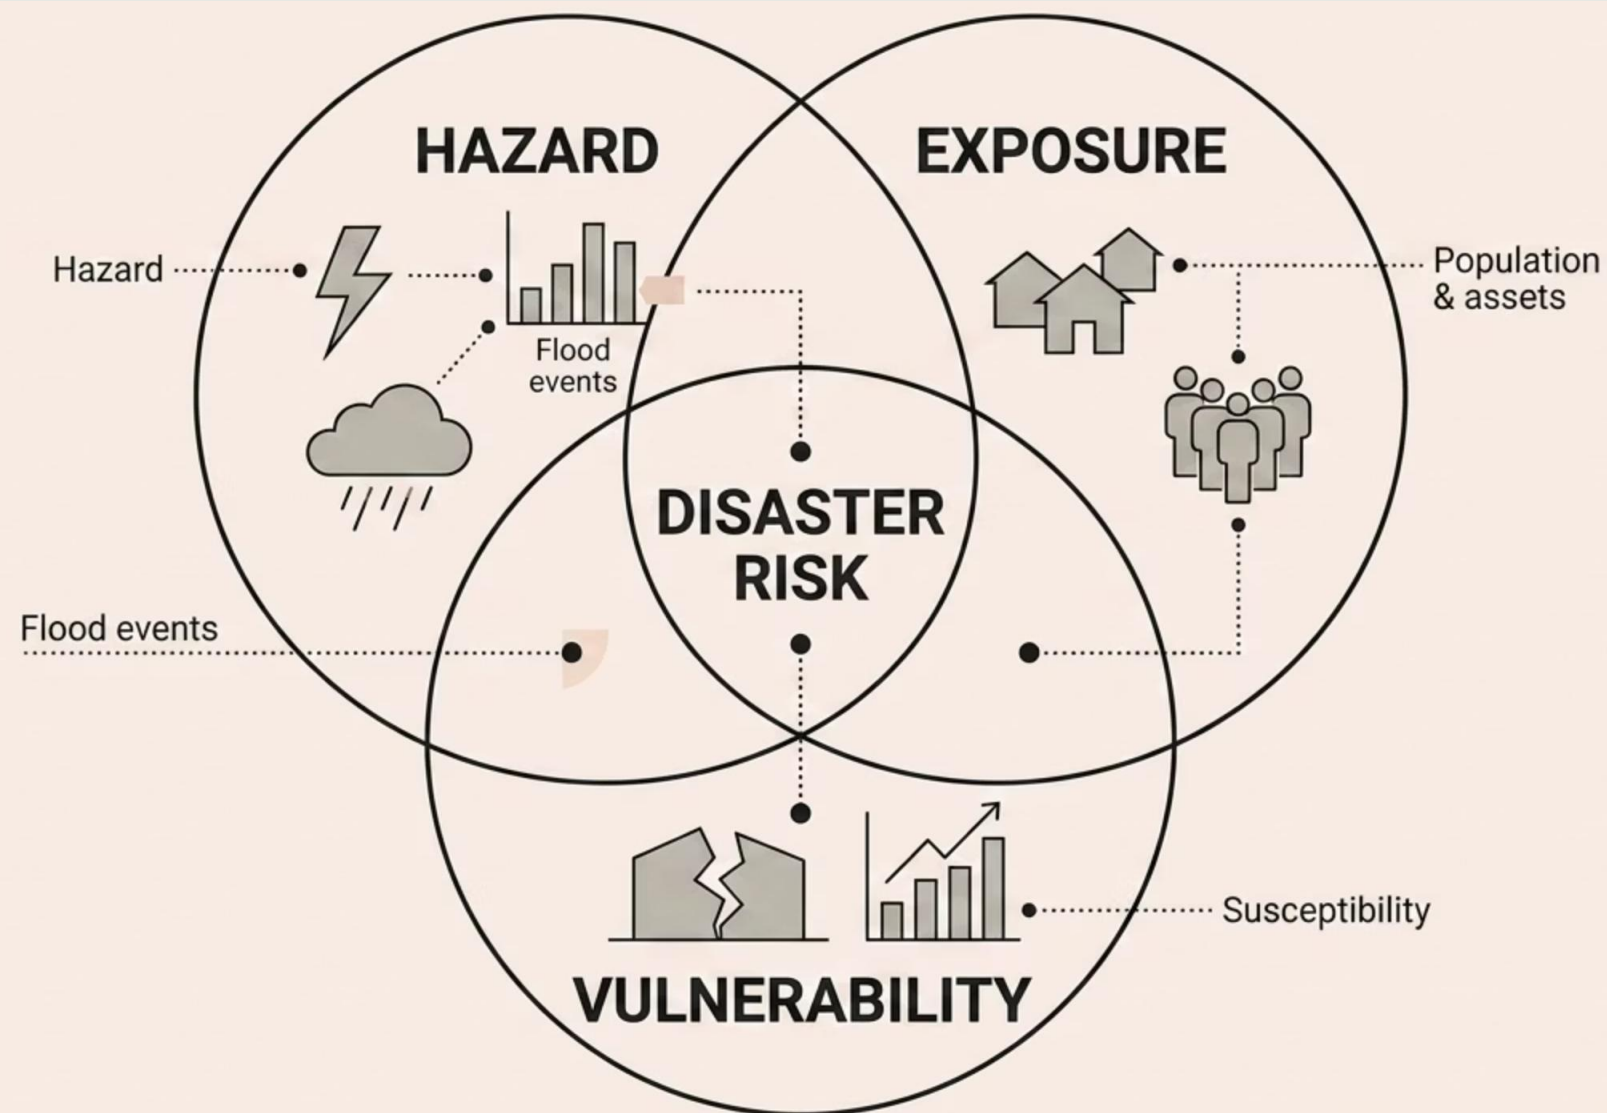 HAZARD
EXPOSURE
Hazard
Flood
events
Population
& assets
DISASTER
RISK
Flood events
Susceptibility
VULNERABILITY